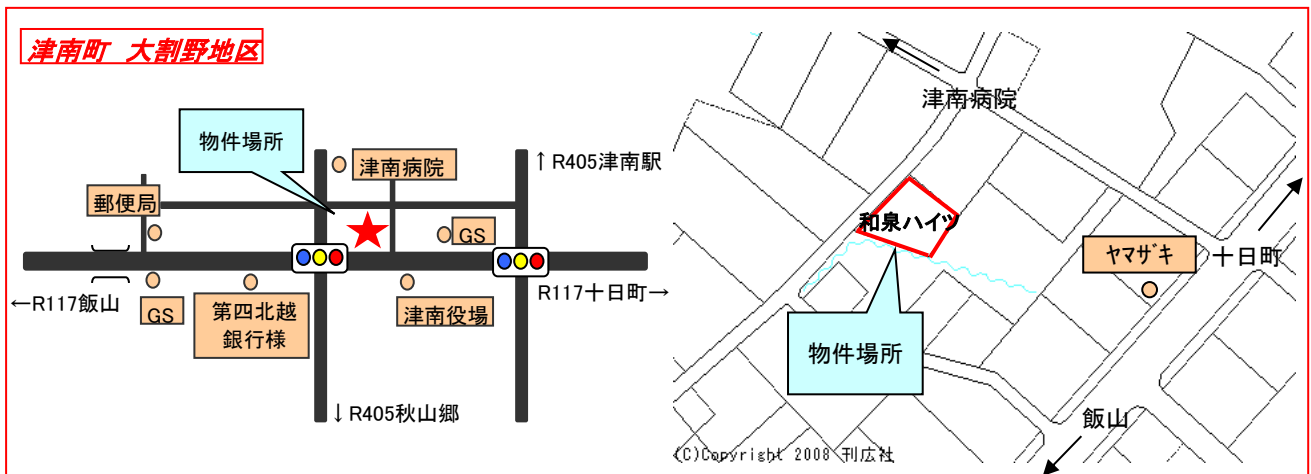 津南町 大割野地区
物件場所
津南病院
↑R405津南駅
郵便局
GS
←R117飯山
GS
第四北越
銀行様
津南役場
R117十日町→
↓R405秋山郷
津南病院
和泉ハイツ
ヤマザキ
十日町
物件場所
飯山
(C)Copyright 2008 刊広社